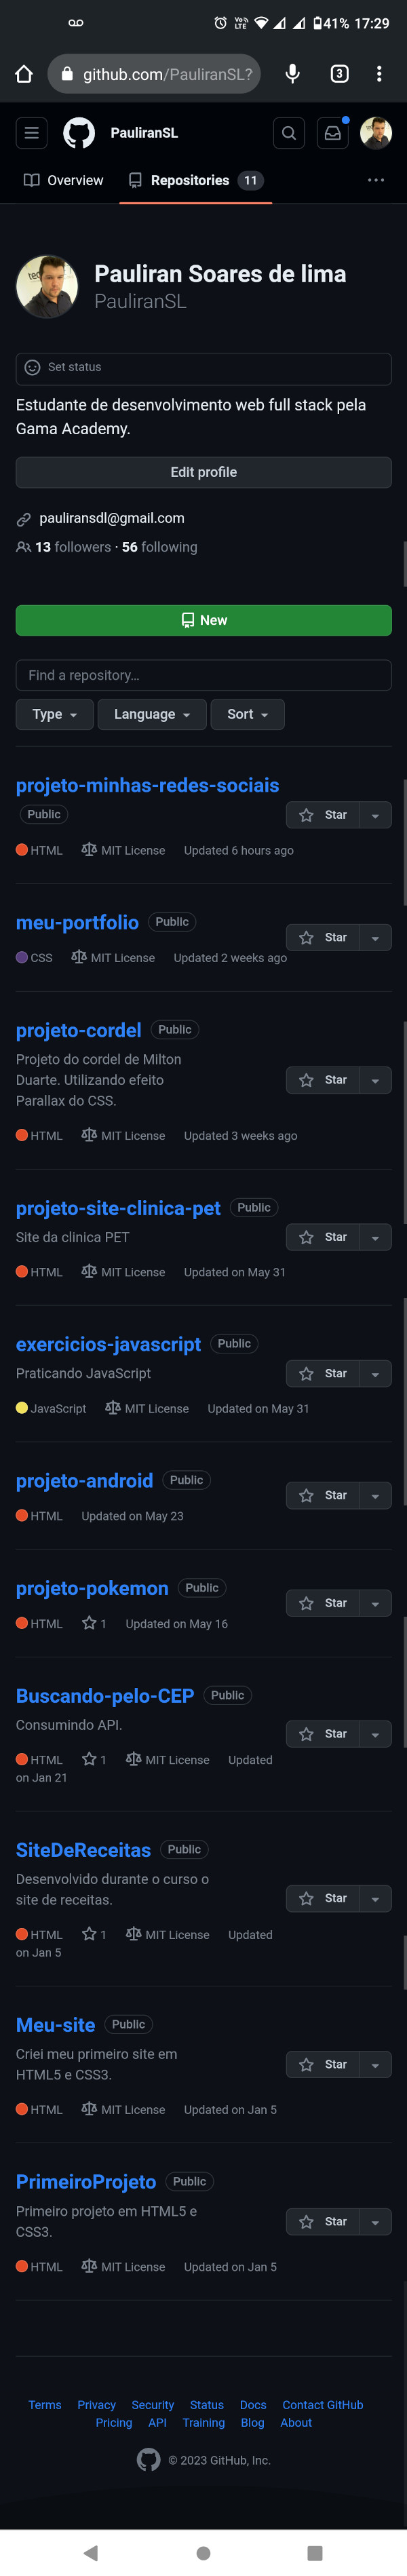 Vo)) LTE 41% 17:29
github.com/PauliranSL? 3
PauliranSL
Overview Repositories 11
Pauliran Soares de lima
PauliranSL
Set status
Estudante de desenvolvimento web full stack pela
Gama Academy.
Edit profile
pauliransdl@gmail.com
13 followers · 56 following
New
Find a repository…
Type Language Sort
projeto-minhas-redes-sociais
Public
Star
HTML MIT License Updated 6 hours ago
meu-portfolio Public
Star
CSS MIT License Updated 2 weeks ago
projeto-cordel Public
Projeto do cordel de Milton
Duarte. Utilizando efeito
Parallax do CSS.
Star
HTML MIT License Updated 3 weeks ago
projeto-site-clinica-pet Public
Site da clinica PET
Star
HTML MIT License Updated on May 31
exercicios-javascript Public
Praticando JavaScript
Star
JavaScript MIT License Updated on May 31
projeto-android Public
Star
HTML Updated on May 23
projeto-pokemon Public
Star
HTML 1 Updated on May 16
Buscando-pelo-CEP Public
Consumindo API.
Star
HTML 1 MIT License Updated
on Jan 21
SiteDeReceitas Public
Desenvolvido durante o curso o
site de receitas.
Star
HTML 1 MIT License Updated
on Jan 5
Meu-site Public
Criei meu primeiro site em
HTML5 e CSS3.
Star
HTML MIT License Updated on Jan 5
PrimeiroProjeto Public
Primeiro projeto em HTML5 e
CSS3.
Star
HTML MIT License Updated on Jan 5
Terms Privacy Security Status Docs Contact GitHub
Pricing API Training Blog About
© 2023 GitHub, Inc.